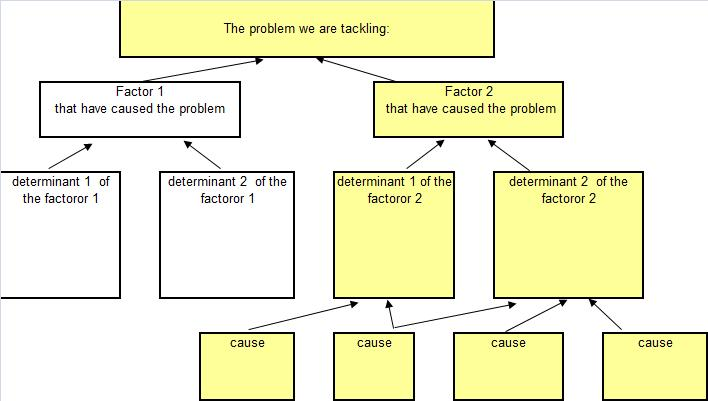 The problem we are tackling:
Factor 1
that have caused the problem
Factor 2
that have caused the problem
determinant 1 of
the factoror 1
determinant 2 of the
factoror 1
determinant 1 of the
factoror 2
determinant 2 of the
factoror 2
cause
cause
cause
cause